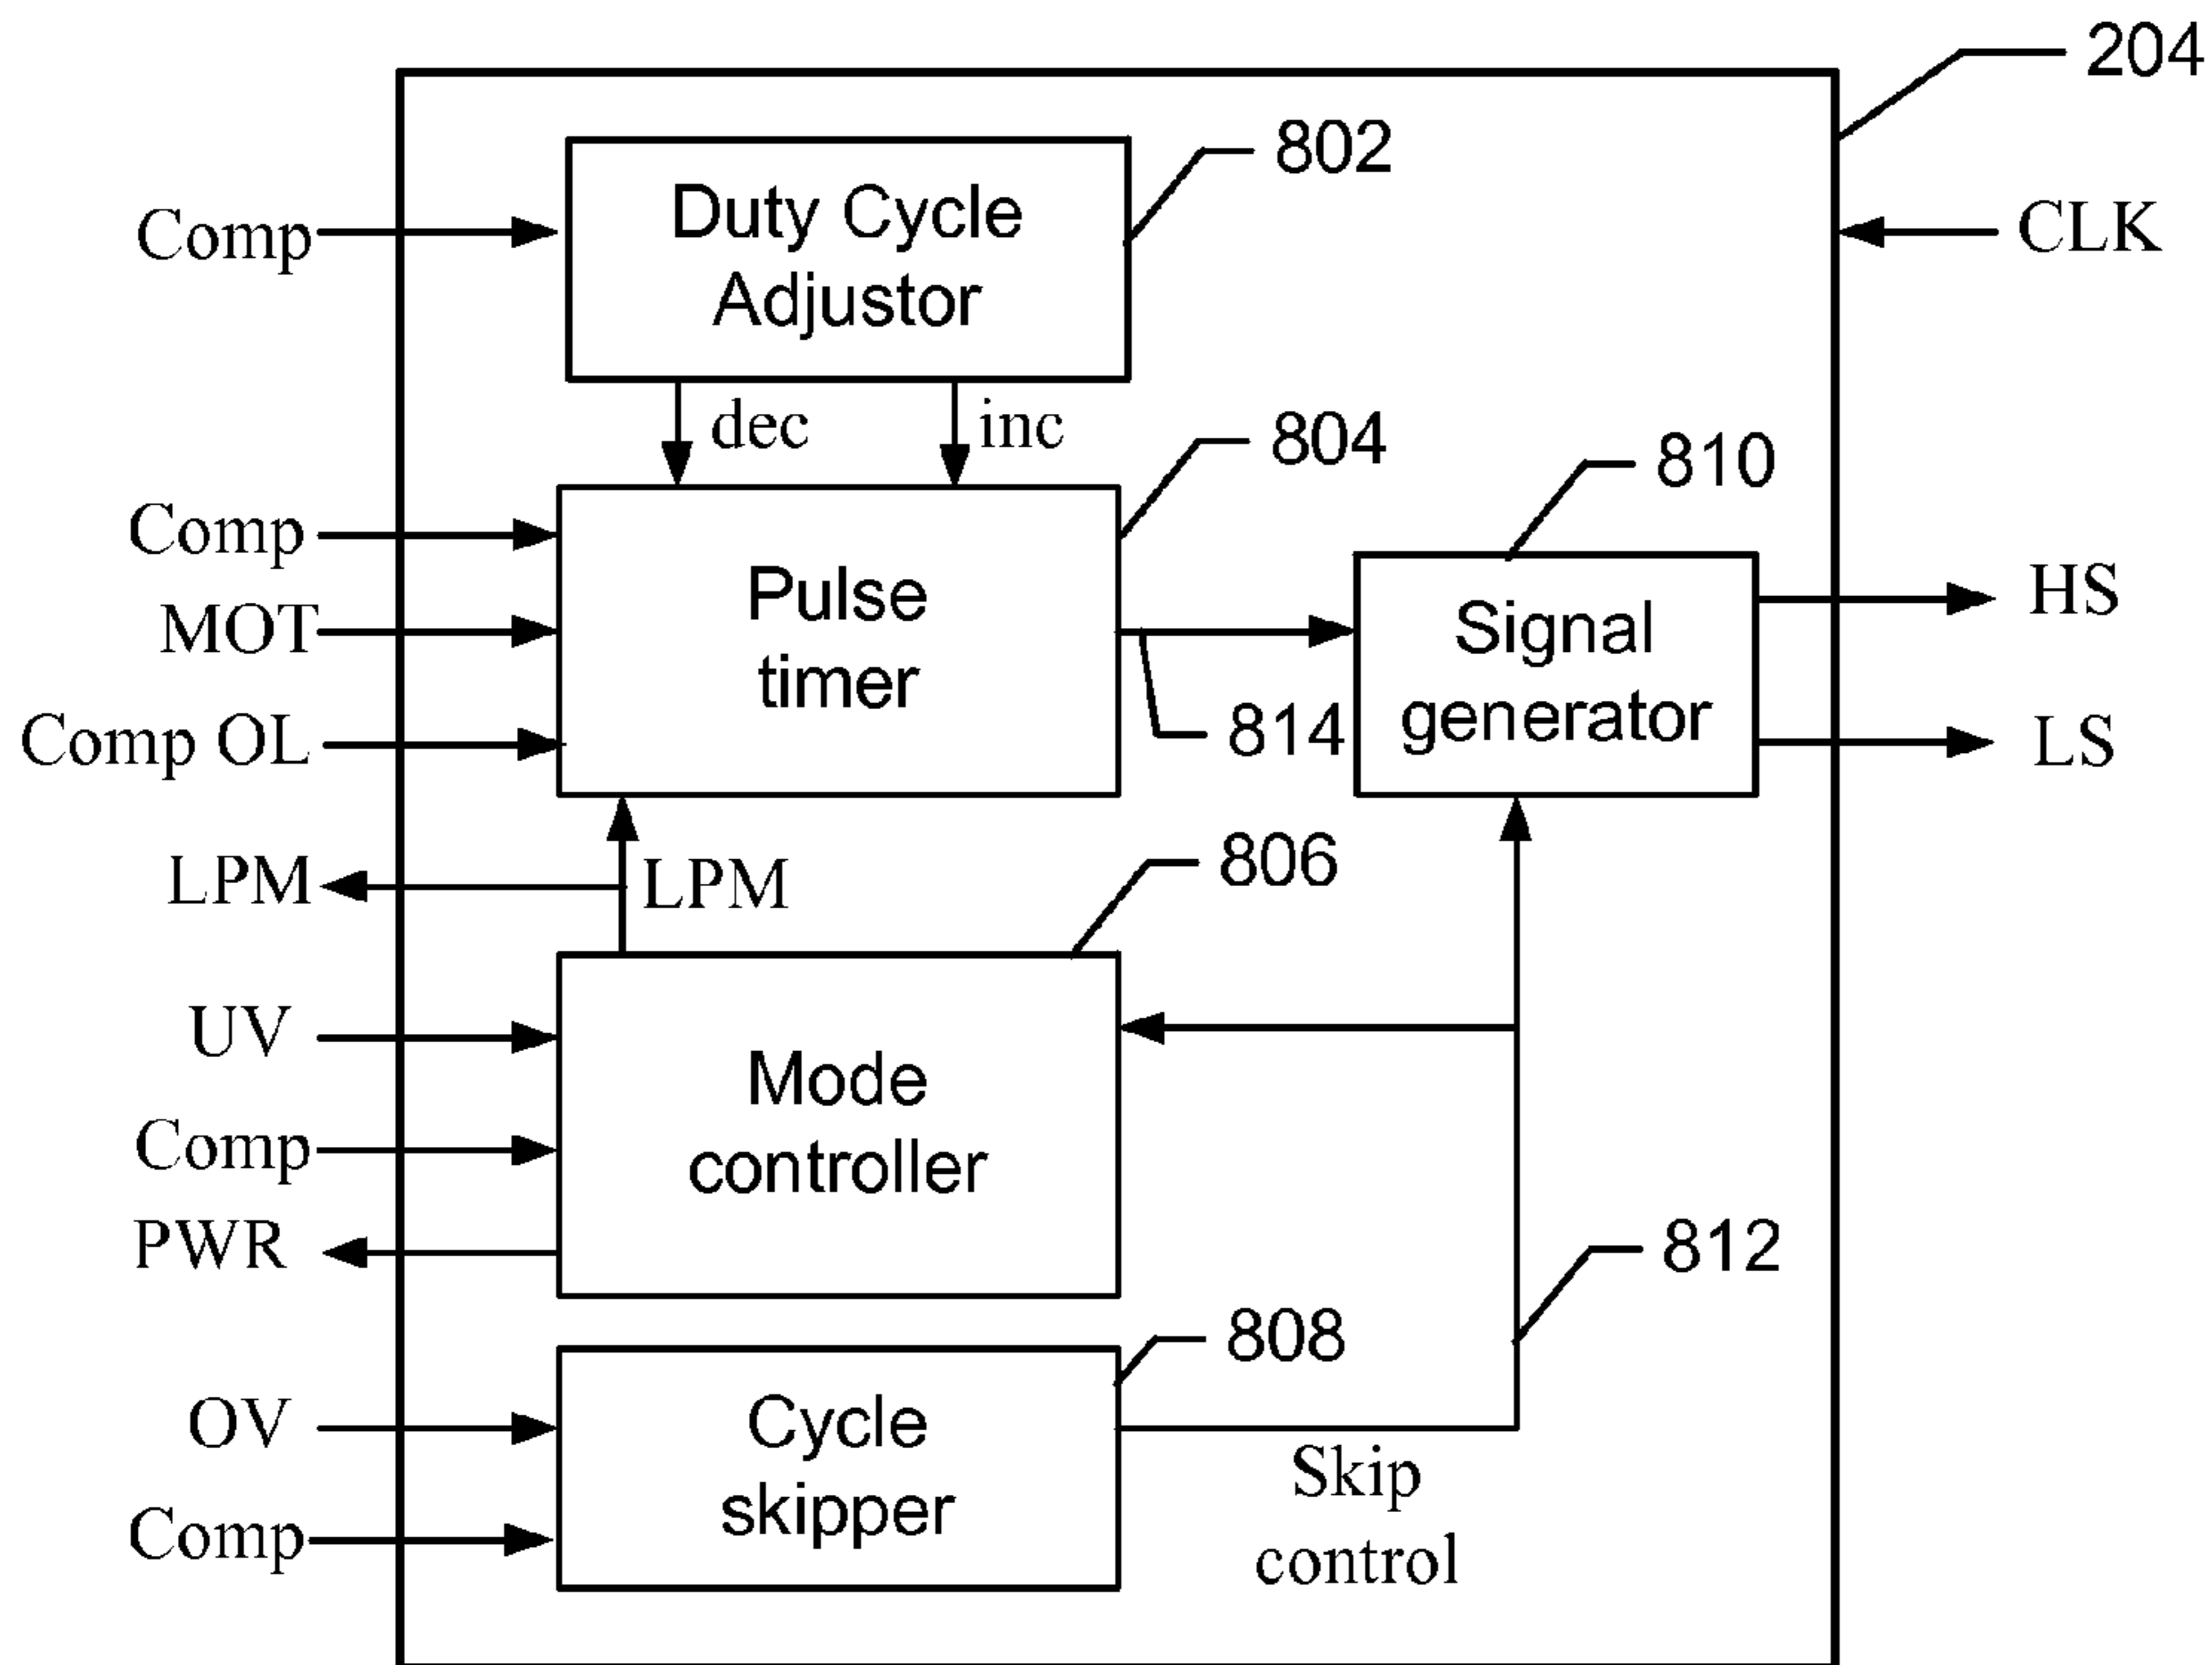 204
802
Duty Cycle
Adjustor
Comp
CLK
dec
inc
804
810
Comp
Pulse
timer
MOT
Signal
generator
HS
Comp OL
814
LS
LPM
LPM
806
UV
Mode
controller
Comp
PWR
812
808
OV
Cycle
skipper
Skip
control
Comp